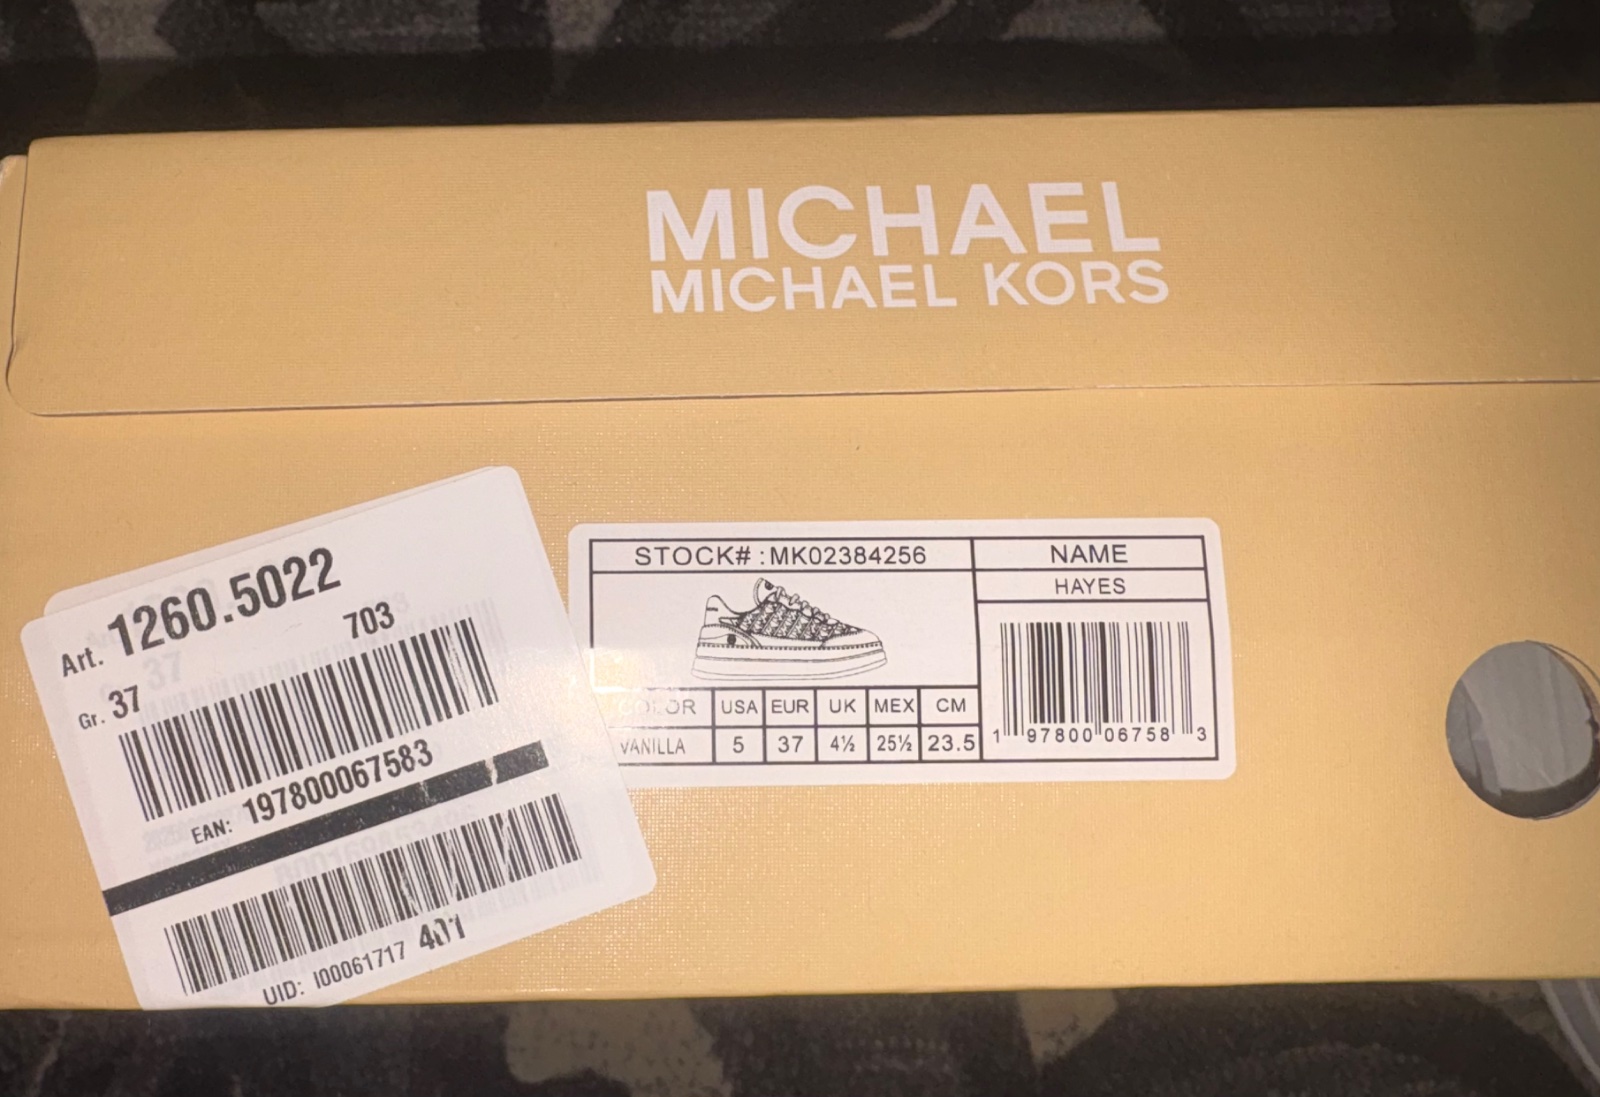 MICHAEL
MICHAEL KORS
Art. 1260.5022
703
Gr. 37
EAN: 197800067583
UID: I00061717 401
STOCK# :MK02384256
NAME
HAYES
COLOR USA EUR UK MEX CM
VANILLA 5 37 4½ 25½ 23.5
1 97800 06758 3